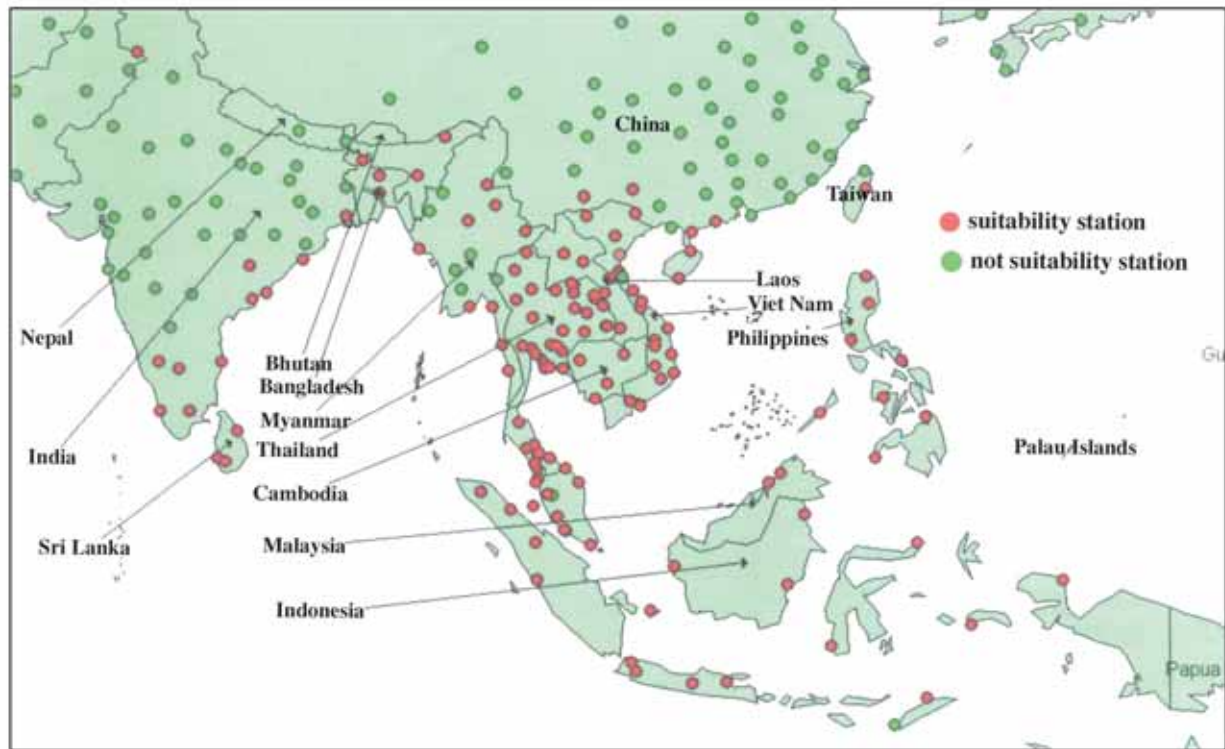 China
Taiwan
suitability station
not suitability station
Laos
Viet Nam
Philippines
Nepal
Bhutan
Bangladesh
Myanmar
Thailand
India
Cambodia
Palau Islands
Sri Lanka
Malaysia
Indonesia
Gu
Papua